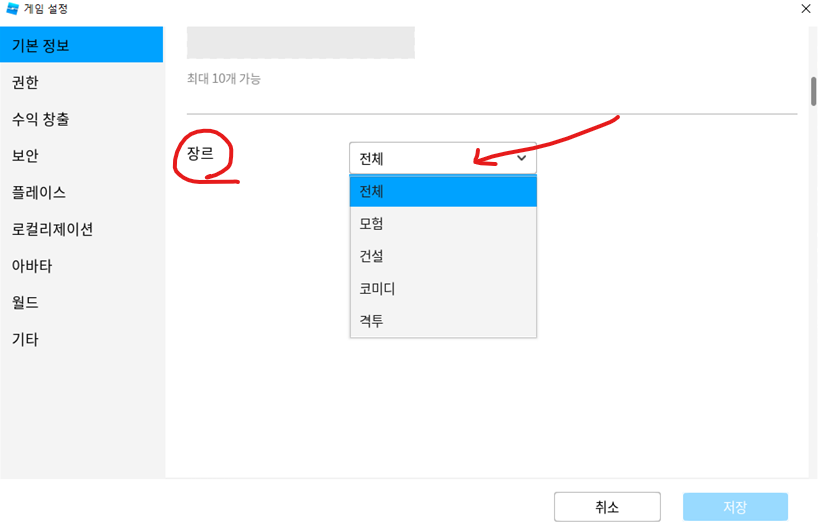 게임 설정
기본 정보
권한
수익 창출
보안
플레이스
로컬리제이션
아바타
월드
기타
최대 10개 가능
장르
전체
전체
모험
건설
코미디
격투
취소
저장